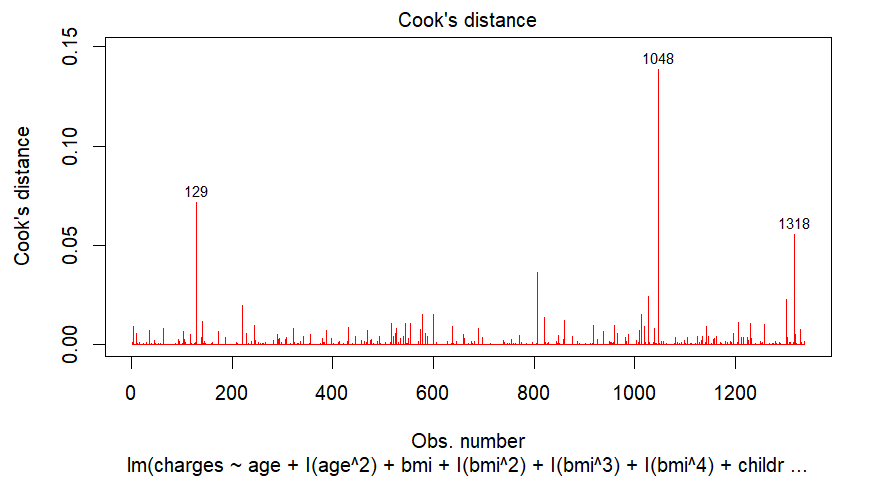 Cook's distance
0.15
0.10
0.05
0.00
Cook's distance
129
1048
1318
0 200 400 600 800 1000 1200
Obs. number
lm(charges ~ age + I(age^2) + bmi + I(bmi^2) + I(bmi^3) + I(bmi^4) + childr ...